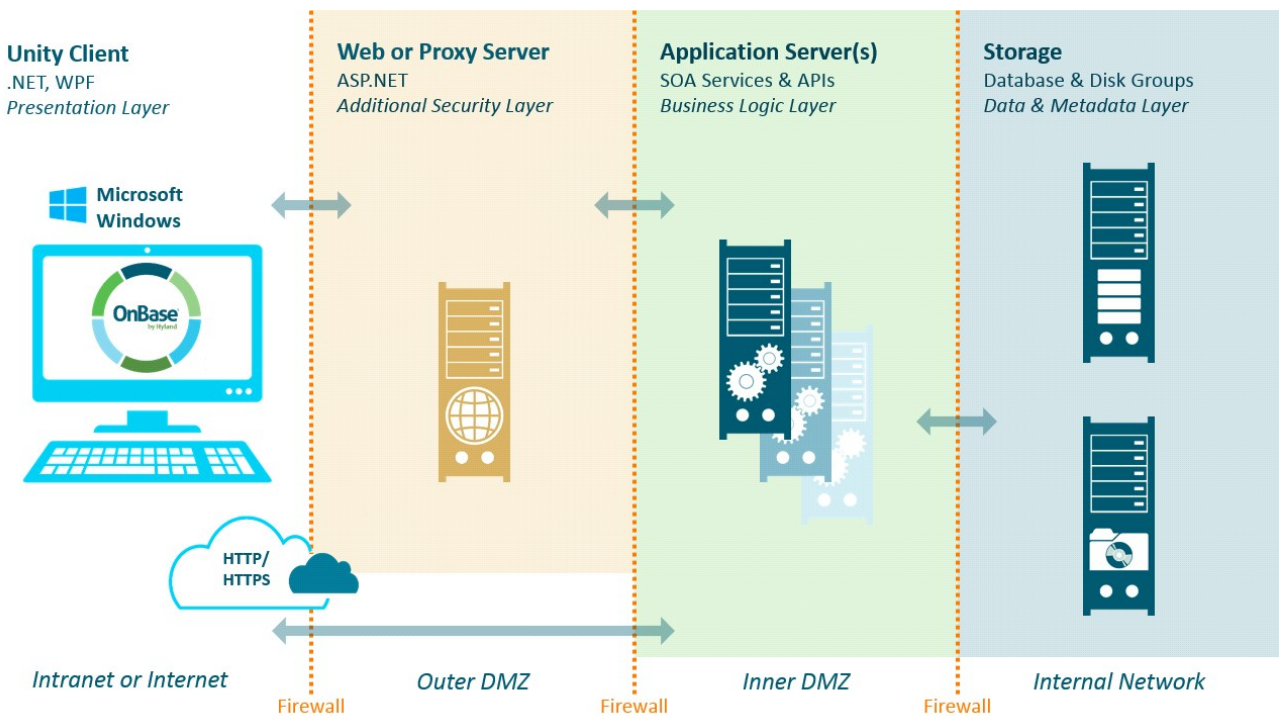 Unity Client
.NET, WPF
Presentation Layer
Web or Proxy Server
ASP.NET
Additional Security Layer
Application Server(s)
SOA Services & APIs
Business Logic Layer
Storage
Database & Disk Groups
Data & Metadata Layer
Microsoft
Windows
OnBase
by Hyland
HTTP/
HTTPS
Intranet or Internet
Outer DMZ
Inner DMZ
Internal Network
Firewall
Firewall
Firewall